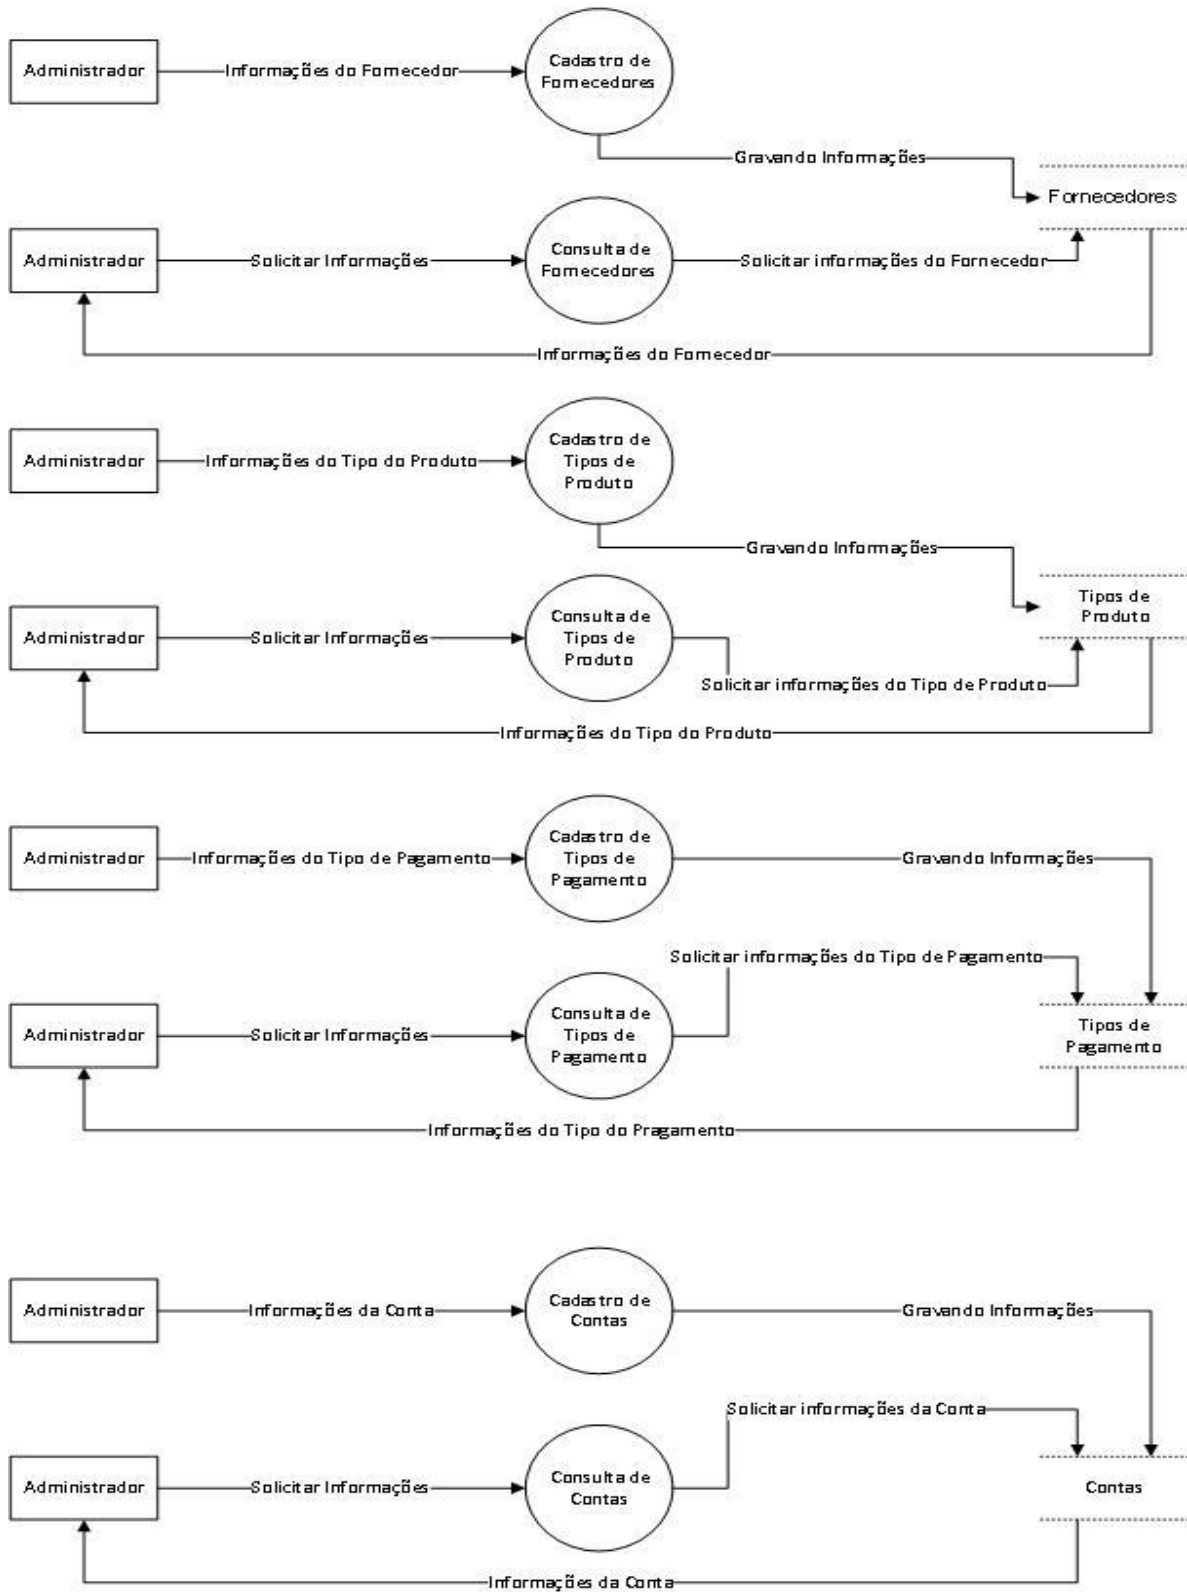 Administrador
Informações do Fornecedor
Cadastro de
Fornecedores
Gravando Informações
Fornecedores
Administrador
Solicitar Informações
Consulta de
Fornecedores
Solicitar informações do Fornecedor
Informações do Fornecedor
Administrador
Informações do Tipo do Produto
Cadastro de
Tipos de
Produto
Gravando Informações
Tipos de
Produto
Administrador
Solicitar Informações
Consulta de
Tipos de
Produto
Solicitar informações do Tipo de Produto
Informações do Tipo do Produto
Administrador
Informações do Tipo de Pagamento
Cadastro de
Tipos de
Pagamento
Gravando Informações
Solicitar informações do Tipo de Pagamento
Administrador
Solicitar Informações
Consulta de
Tipos de
Pagamento
Tipos de
Pagamento
Informações do Tipo do Pragamento
Administrador
Informações da Conta
Cadastro de
Contas
Gravando Informações
Solicitar informações da Conta
Administrador
Solicitar Informações
Consulta de
Contas
Contas
Informações da Conta